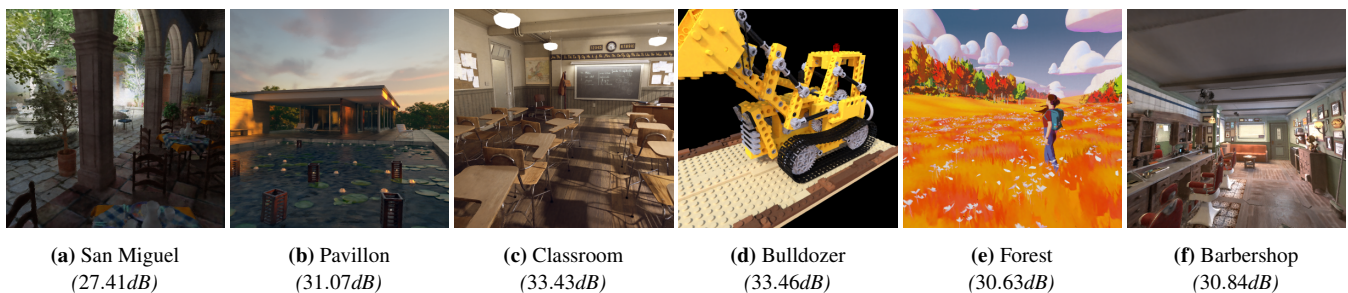 (a) San Miguel
(27.41dB)
(b) Pavillon
(31.07dB)
(c) Classroom
(33.43dB)
(d) Bulldozer
(33.46dB)
(e) Forest
(30.63dB)
(f) Barbershop
(30.84dB)